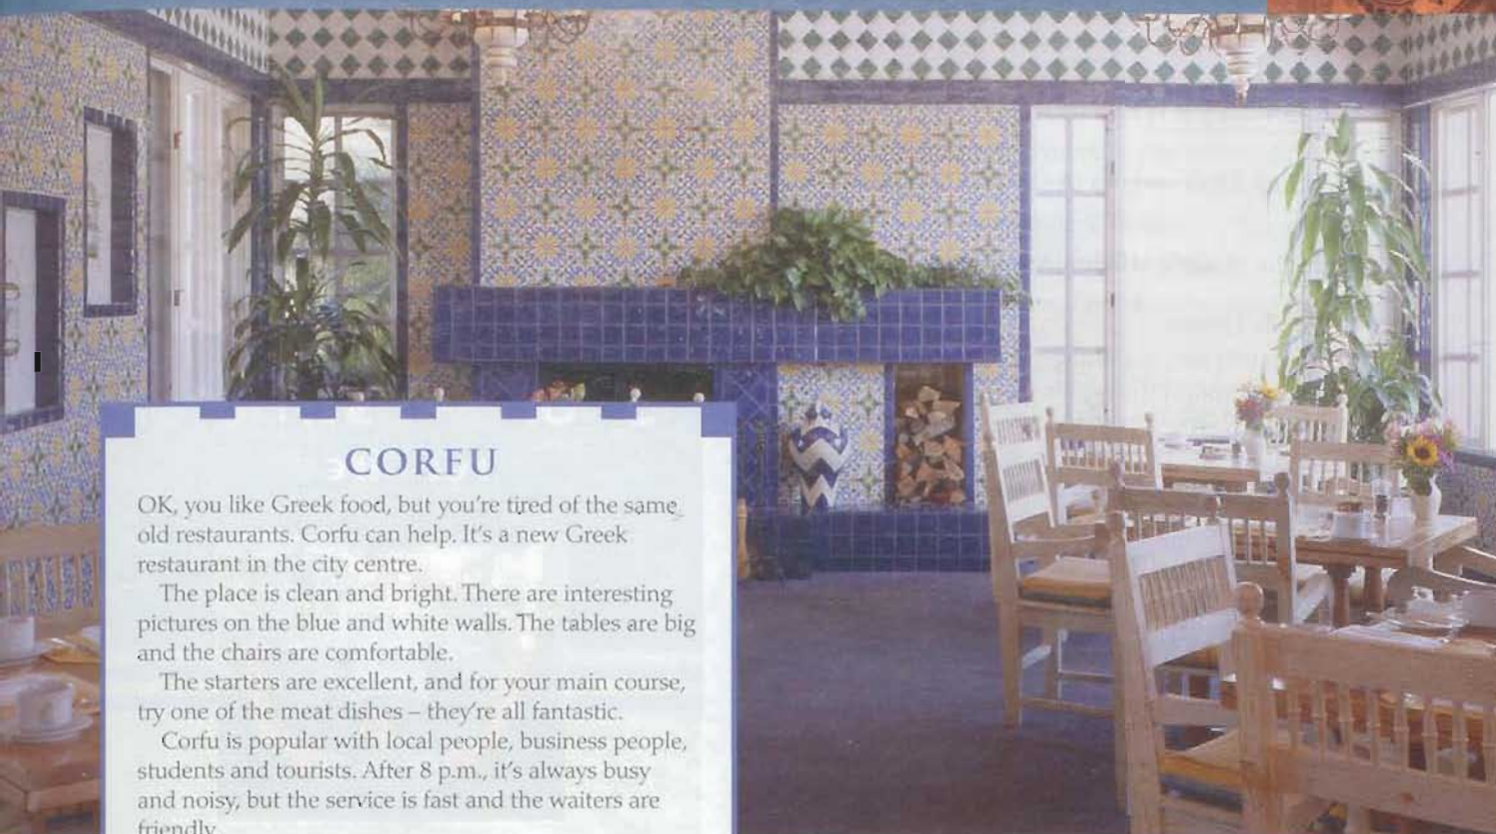 CORFU
OK, you like Greek food, but you're tired of the same
old restaurants. Corfu can help. It's a new Greek
restaurant in the city centre.
The place is clean and bright. There are interesting
pictures on the blue and white walls. The tables are big
and the chairs are comfortable.
The starters are excellent, and for your main course,
try one of the meat dishes – they're all fantastic.
Corfu is popular with local people, business people,
students and tourists. After 8 p.m., it's always busy
and noisy, but the service is fast and the waiters are
friendly.